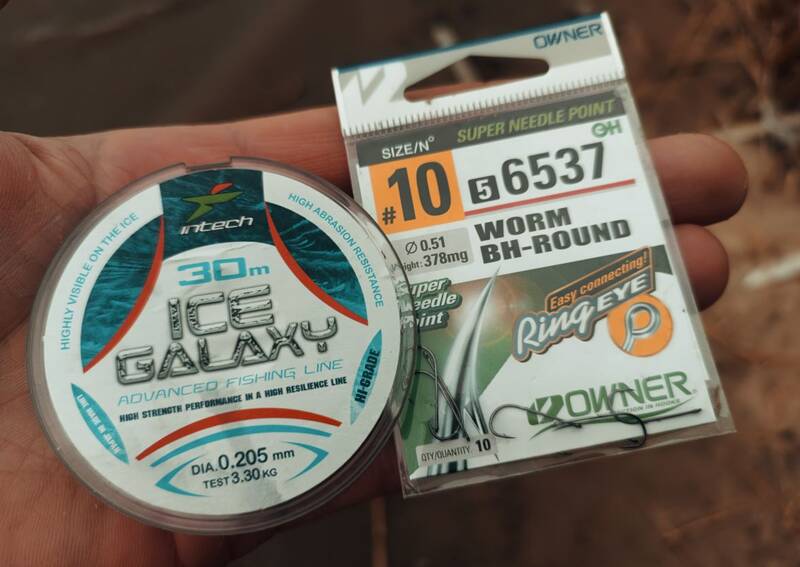 intech
HIGHLY VISIBLE ON THE ICE
HIGH ABRASION RESISTANCE
30m
ICE
GALAXY
ADVANCED FISHING LINE
HIGH STRENGTH PERFORMANCE IN A HIGH RESILIENCE LINE
HI-GRADE
LINE MADE IN JAPAN
DIA.0.205 mm
TEST 3.30 KG
OWNER
SUPER NEEDLE POINT
SIZE/Nº
OH
#10
5 6537
WORM
BH-ROUND
Ø 0.51
378mg
Super
Needle
Point
Easy connecting!
Ring EYE
OWNER
IN HOOKS
QTY/QUANTITY 10